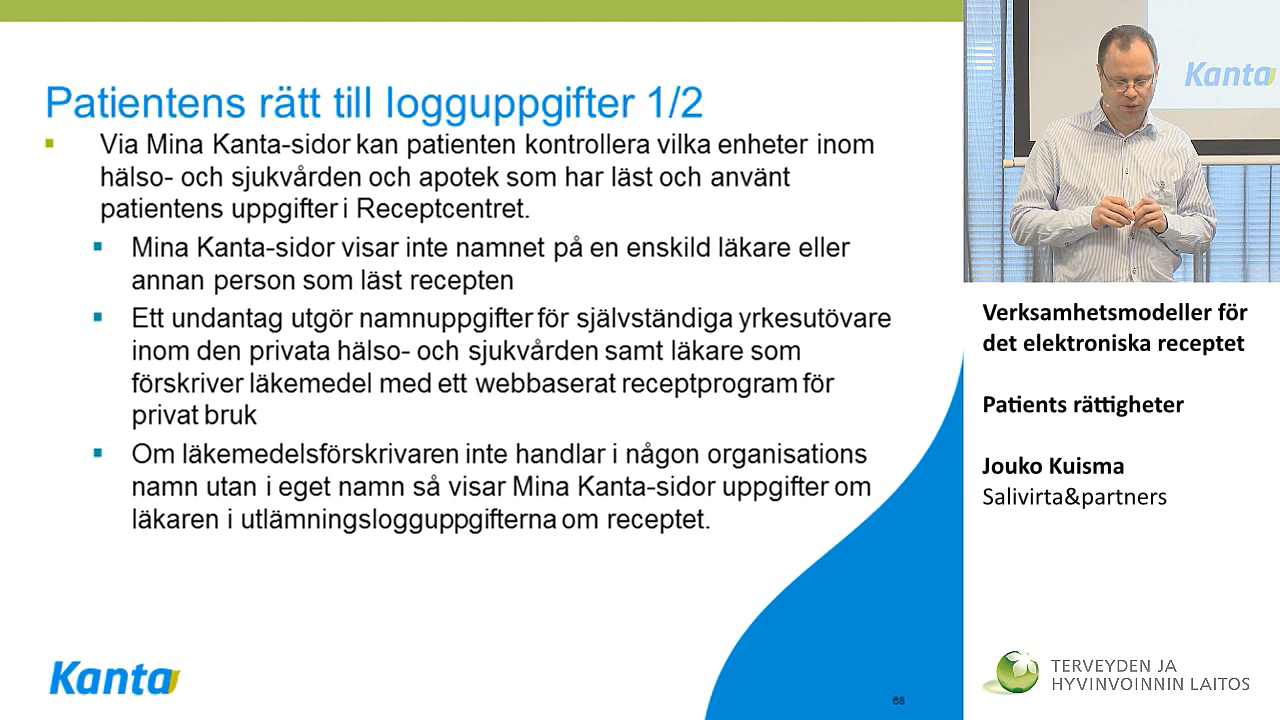 Patientens rätt till logguppgifter 1/2
Via Mina Kanta-sidor kan patienten kontrollera vilka enheter inom
hälso- och sjukvården och apotek som har läst och använt
patientens uppgifter i Receptcentret.
Mina Kanta-sidor visar inte namnet på en enskild läkare eller
annan person som läst recepten
Ett undantag utgör namnuppgifter för självständiga yrkesutövare
inom den privata hälso- och sjukvården samt läkare som
förskriver läkemedel med ett webbaserat receptprogram för
privat bruk
Om läkemedelsförskrivaren inte handlar i någon organisations
namn utan i eget namn så visar Mina Kanta-sidor uppgifter om
läkaren i utlämningslogguppgifterna om receptet.
Kanta
68
Kanta
Verksamhetsmodeller för
det elektroniska receptet
Patients rättigheter
Jouko Kuisma
Salivirta&partners
TERVEYDEN JA
HYVINVOINNIN LAITOS